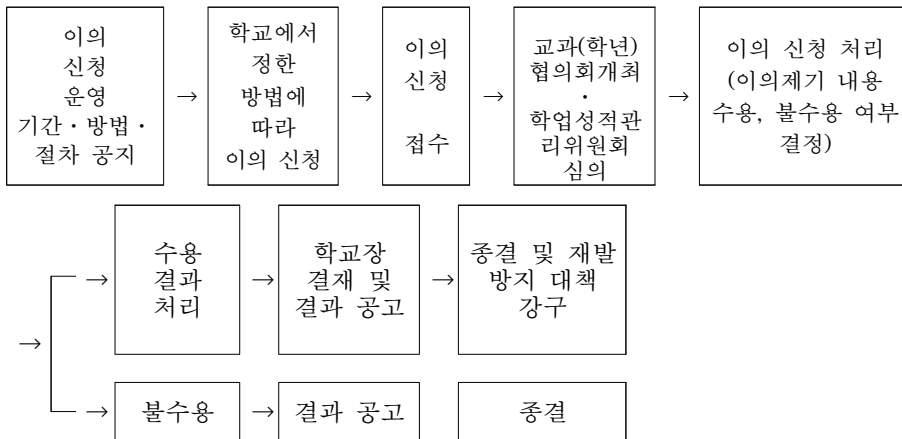 이의
신청
운영
기간・방법・
절차 공지
→
학교에서
정한
방법에
따라
이의 신청
→
이의
신청
접수
→
교과(학년)
협의회개최
・
학업성적관
리위원회
심의
→
이의 신청 처리
(이의제기 내용
수용, 불수용 여부
결정)
→
→
수용
결과
처리
→
학교장
결재 및
결과 공고
→
종결 및 재발
방지 대책
강구
→
불수용
→
결과 공고
종결